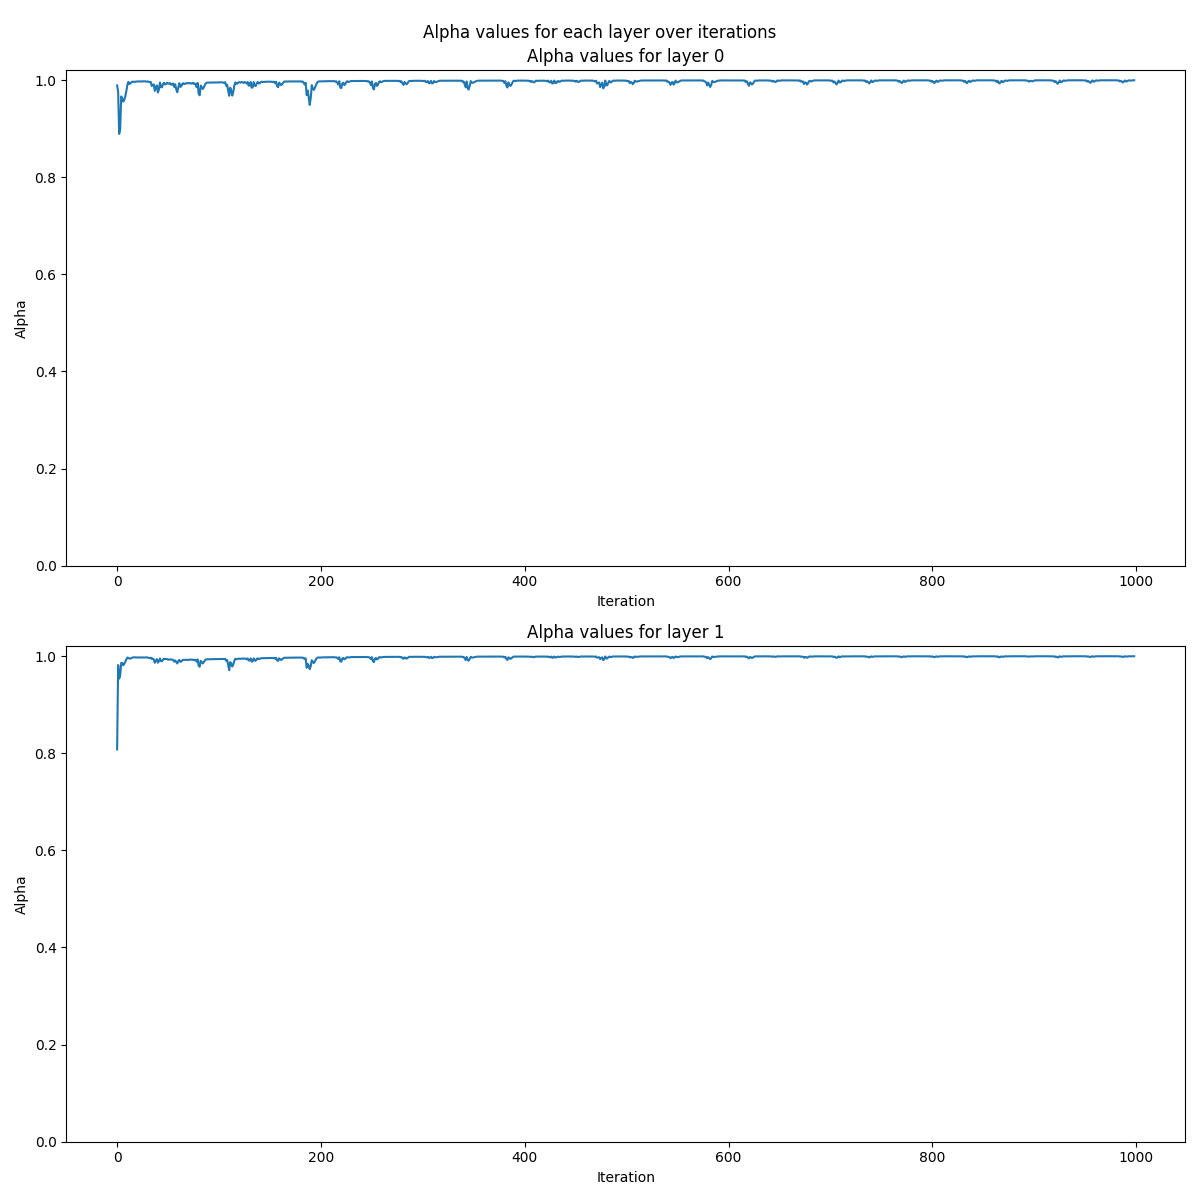 Alpha values for each layer over iterations
Alpha values for layer 0
1.0
0.8
0.6
0.4
0.2
0.0
Alpha
0 200 400 600 800 1000
Iteration
Alpha values for layer 1
1.0
0.8
0.6
0.4
0.2
0.0
Alpha
0 200 400 600 800 1000
Iteration